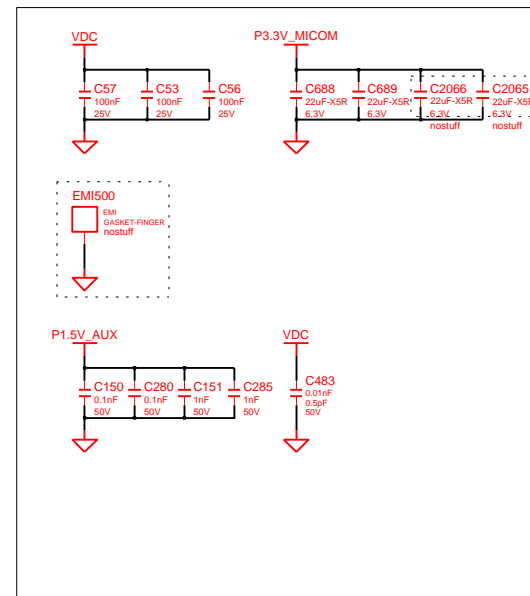 VDC
C57
100nF
25V
C53
100nF
25V
C56
100nF
25V
P3.3V_MICOM
C688
22uF-X5R
6.3V
C689
22uF-X5R
6.3V
C2066
22uF-X5R
6.3V
nostuff
C2065
22uF-X5R
6.3V
nostuff
EMI500
EMI
GASKET-FINGER
nostuff
P1.5V_AUX
C150
0.1nF
50V
C280
0.1nF
50V
C151
1nF
50V
C285
1nF
50V
VDC
C483
0.01nF
0.5pF
50V